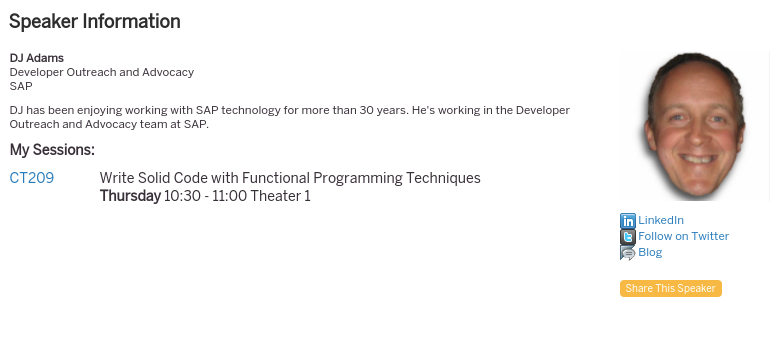 Speaker Information
DJ Adams
Developer Outreach and Advocacy
SAP
DJ has been enjoying working with SAP technology for more than 30 years. He's working in the Developer
Outreach and Advocacy team at SAP.
My Sessions:
CT209 Write Solid Code with Functional Programming Techniques
Thursday 10:30 - 11:00 Theater 1
in LinkedIn
Follow on Twitter
Blog
Share This Speaker